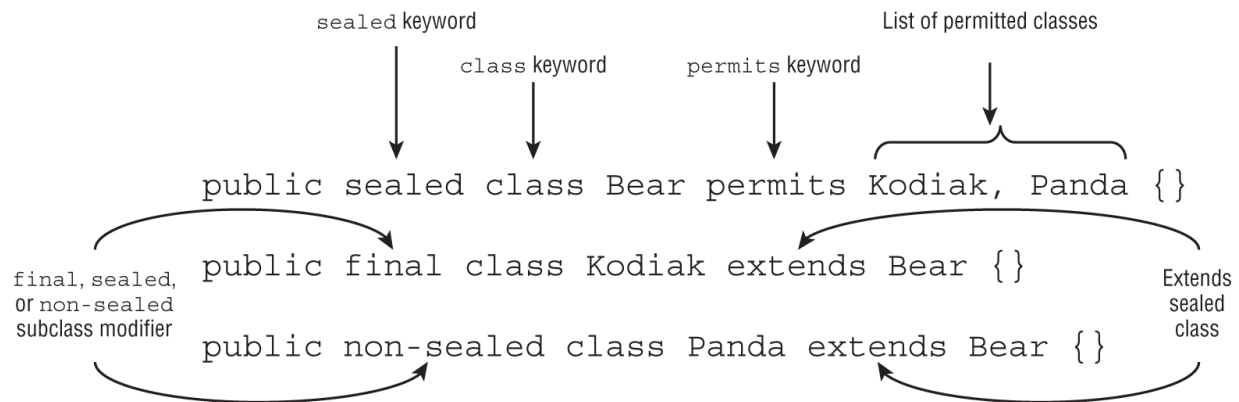 sealed keyword
List of permitted classes
class keyword
permits keyword
public sealed class Bear permits Kodiak, Panda {}
public final class Kodiak extends Bear {}
final, sealed,
or non-sealed
subclass modifier
Extends
sealed
class
public non-sealed class Panda extends Bear {}